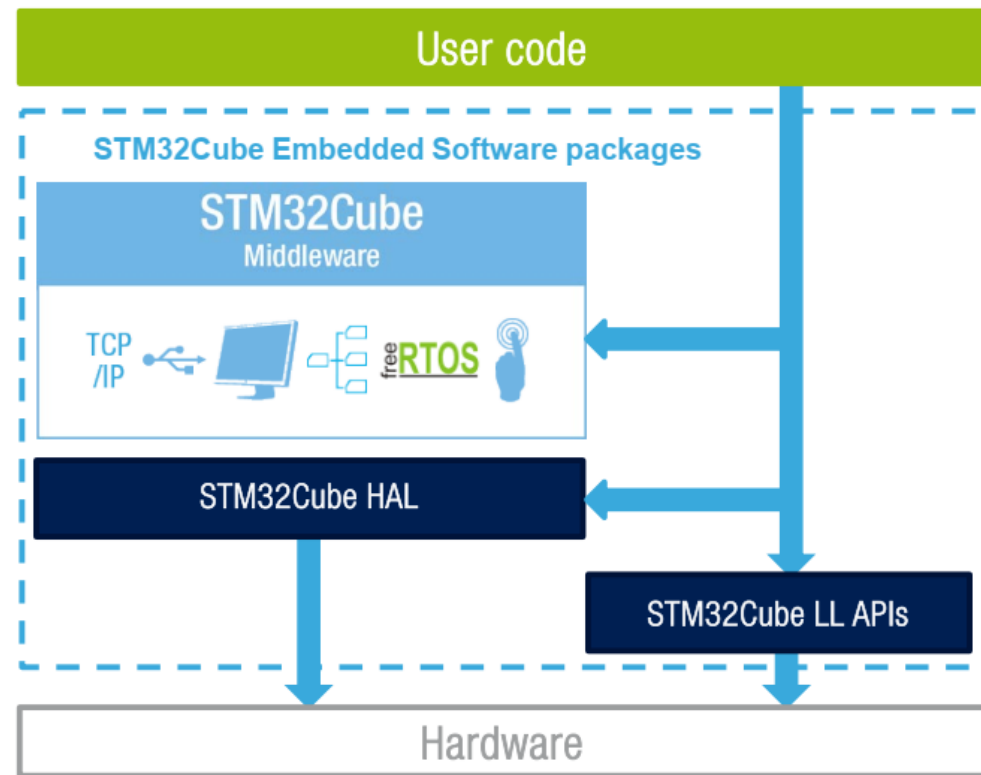 User code
STM32Cube Embedded Software packages
STM32Cube
Middleware
TCP
/IP
free RTOS
STM32Cube HAL
STM32Cube LL APIs
Hardware